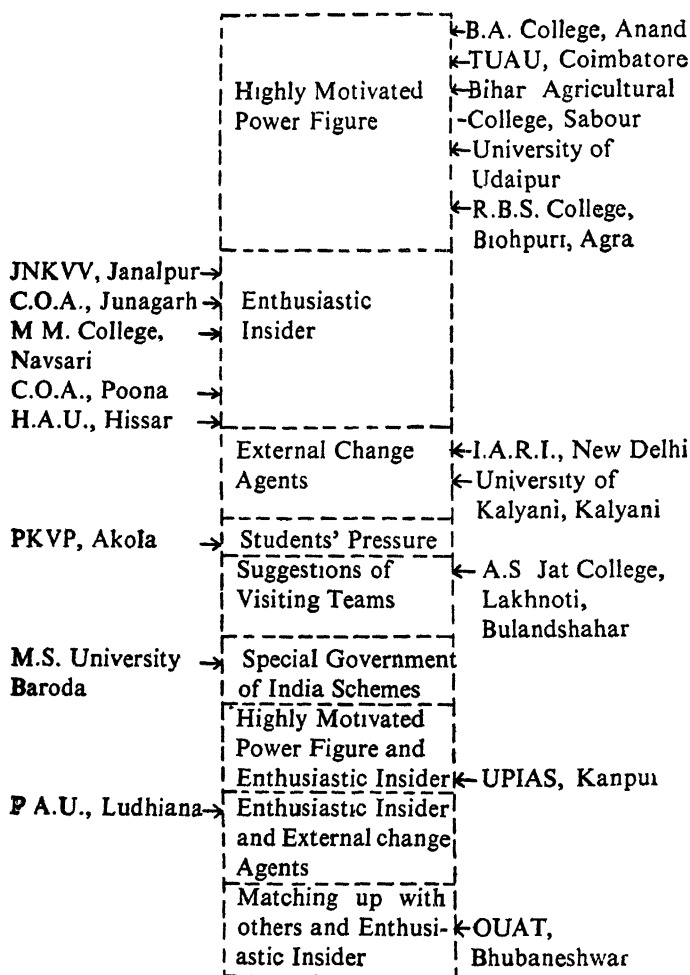 B.A. College, Anand
TUAU, Coimbatore
Bihar Agricultural
College, Sabour
University of
Udaipur
R.B.S. College,
Biohpuri, Agra
Highly Motivated
Power Figure
JNKVV, Janalpur
C.O.A., Junagarh
M M. College,
Navsari
C.O.A., Poona
H.A.U., Hissar
Enthusiastic
Insider
External Change
Agents
I.A.R.I., New Delhi
University of
Kalyani, Kalyani
PKVP, Akola
Students' Pressure
Suggestions of
Visiting Teams
A.S Jat College,
Lakhnoti,
Bulandshahar
M.S. University
Baroda
Special Government
of India Schemes
Highly Motivated
Power Figure and
Enthusiastic Insider
UPIAS, Kanpur
P A.U., Ludhiana
Enthusiastic Insider
and External change
Agents
Matching up with
others and Enthusi-
astic Insider
OUAT,
Bhubaneshwar